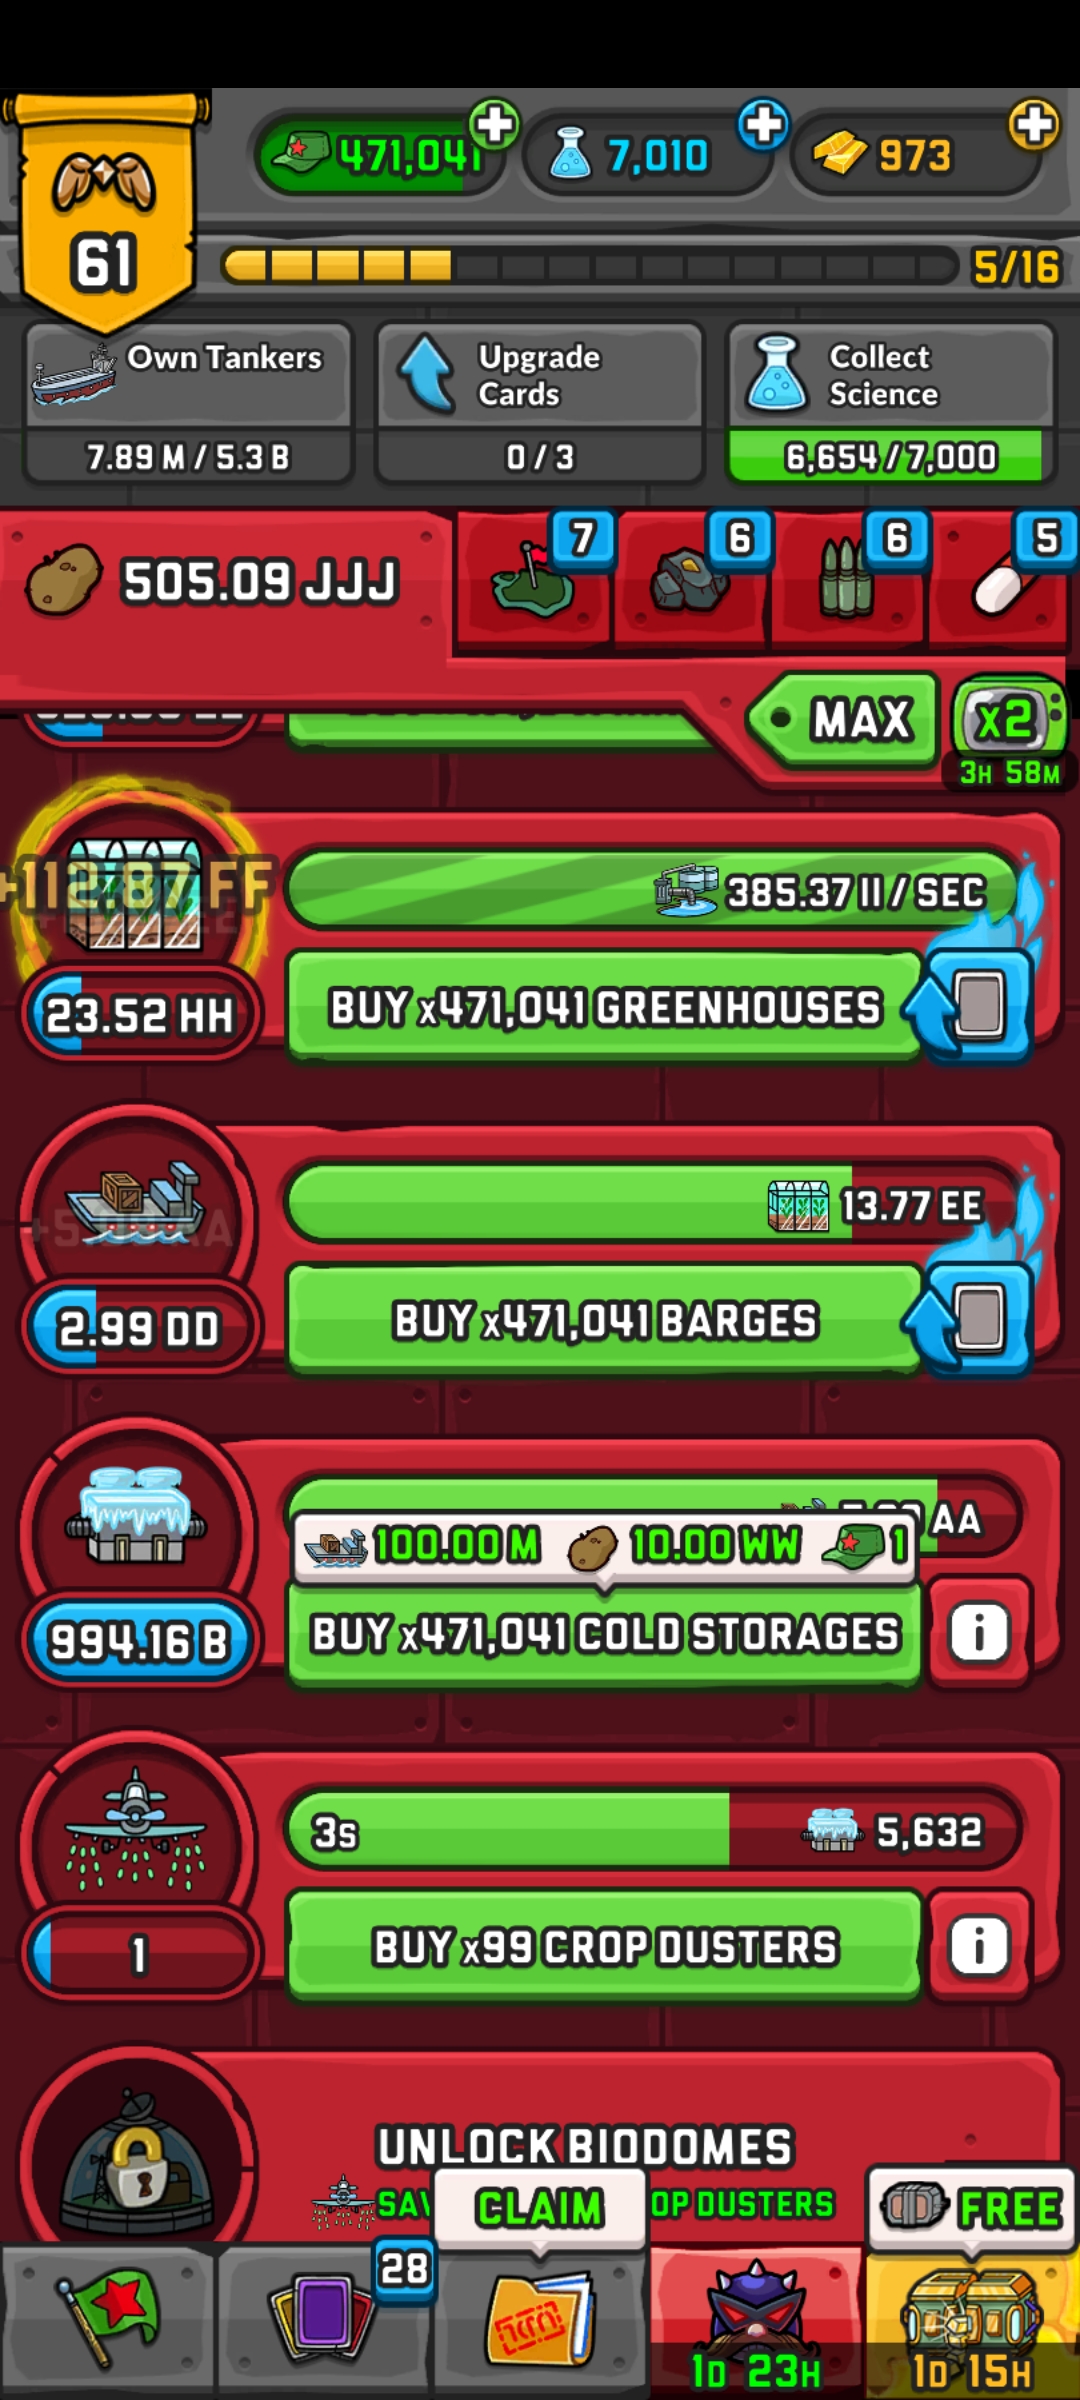 471,041
7,010
973
61
5/16
Own Tankers
7.89 M / 5.3 B
Upgrade
Cards
0 / 3
Collect
Science
6,654 / 7,000
505.09 JJJ
7
6
6
5
MAX
x2
3H 58M
+112.87 FF
385.37 II / SEC
23.52 HH
BUY x471,041 GREENHOUSES
13.77 EE
2.99 DD
BUY x471,041 BARGES
AA
100.00 M 10.00 WW 1
994.16 B
BUY x471,041 COLD STORAGES
i
3s
5,632
1
BUY x99 CROP DUSTERS
i
UNLOCK BIODOMES
DUSTERS
CLAIM
FREE
28
1D 23H
1D 15H